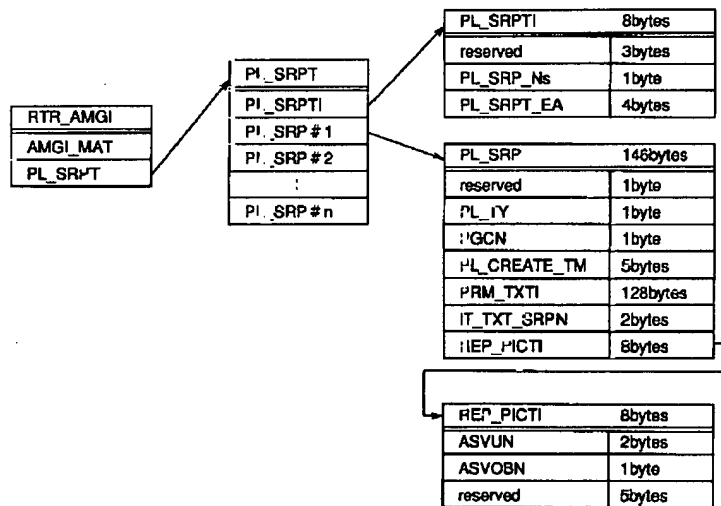 RTR_AMGI
AMGI_MAT
PL_SRPT
PL_SRPT
PL_SRPTI
PL_SRP #1
PL_SRP #2
⋮
PL_SRP #n
PL_SRPTI 8bytes
reserved 3bytes
PL_SRP_Ns 1byte
PL_SRPT_EA 4bytes
PL_SRP 146bytes
reserved 1byte
PL_TY 1byte
PGCN 1byte
PL_CREATE_TM 5bytes
PRM_TXTI 128bytes
IT_TXT_SRPN 2bytes
REP_PICTI 8bytes
REP_PICTI 8bytes
ASVUN 2bytes
ASVOBN 1byte
reserved 5bytes